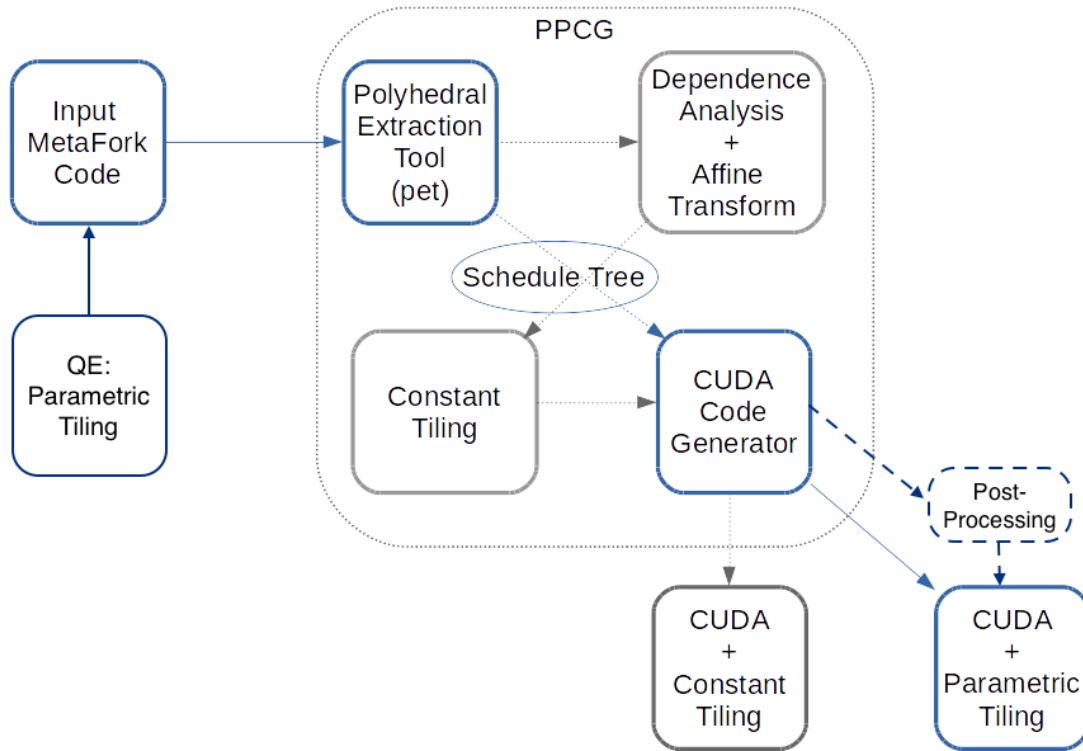 PPCG
Input
MetaFork
Code
Polyhedral
Extraction
Tool
(pet)
Dependence
Analysis
+
Affine
Transform
Schedule Tree
QE:
Parametric
Tiling
Constant
Tiling
CUDA
Code
Generator
Post-
Processing
CUDA
+
Constant
Tiling
CUDA
+
Parametric
Tiling